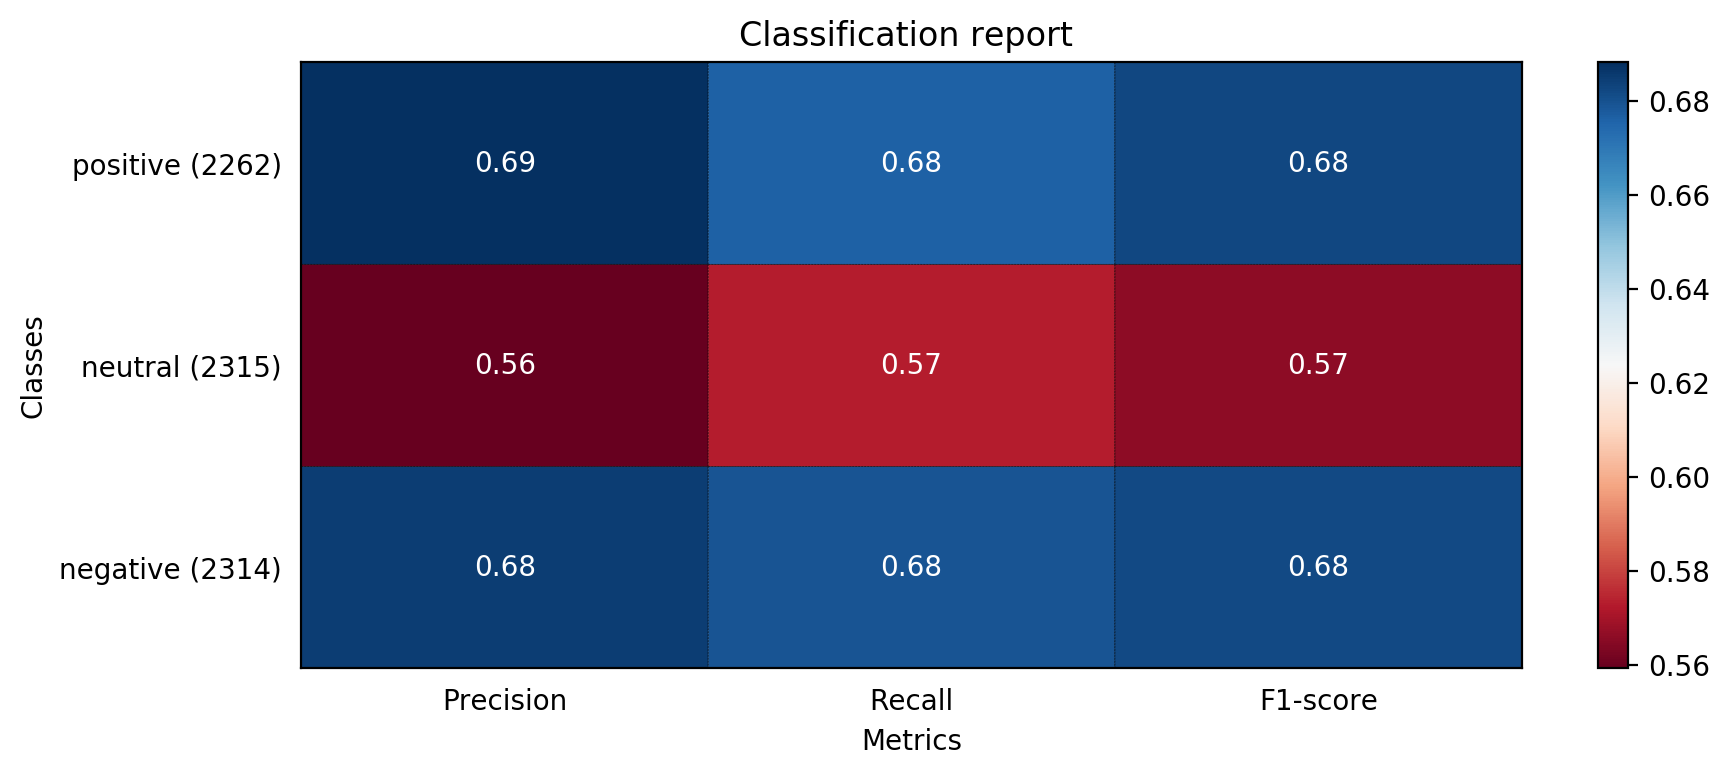 Classification report
positive (2262)
0.69 0.68 0.68
neutral (2315)
0.56 0.57 0.57
negative (2314)
0.68 0.68 0.68
Classes
Precision Recall F1-score
Metrics
0.68
0.66
0.64
0.62
0.60
0.58
0.56